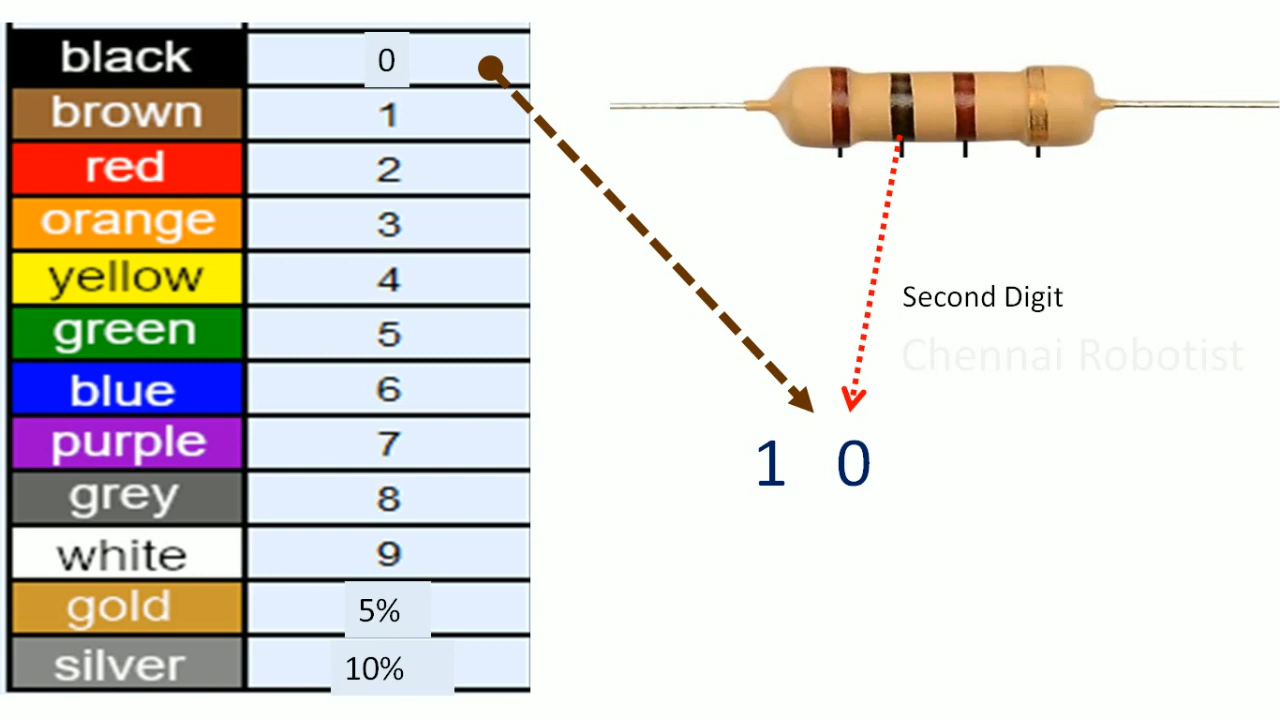 black 0
brown 1
red 2
orange 3
yellow 4
green 5
blue 6
purple 7
grey 8
white 9
gold 5%
silver 10%
Second Digit
Chennai Robotist
1 0